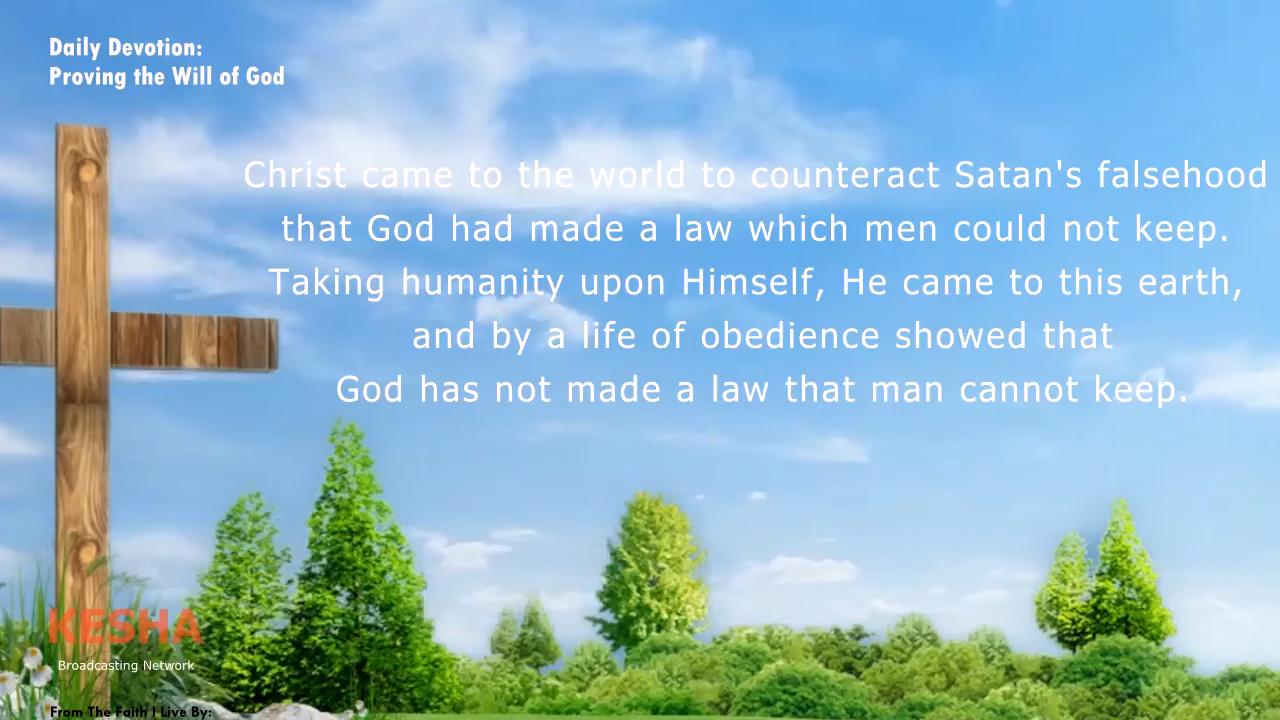 Daily Devotion:
Proving the Will of God
Christ came to the world to counteract Satan's falsehood
that God had made a law which men could not keep.
Taking humanity upon Himself, He came to this earth,
and by a life of obedience showed that
God has not made a law that man cannot keep.
KESHA
Broadcasting Network
From The Faith I Live By: